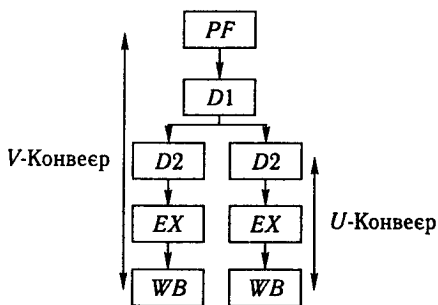 PF
D1
D2 D2
V-Конвеєр
EX EX
U-Конвеєр
WB WB